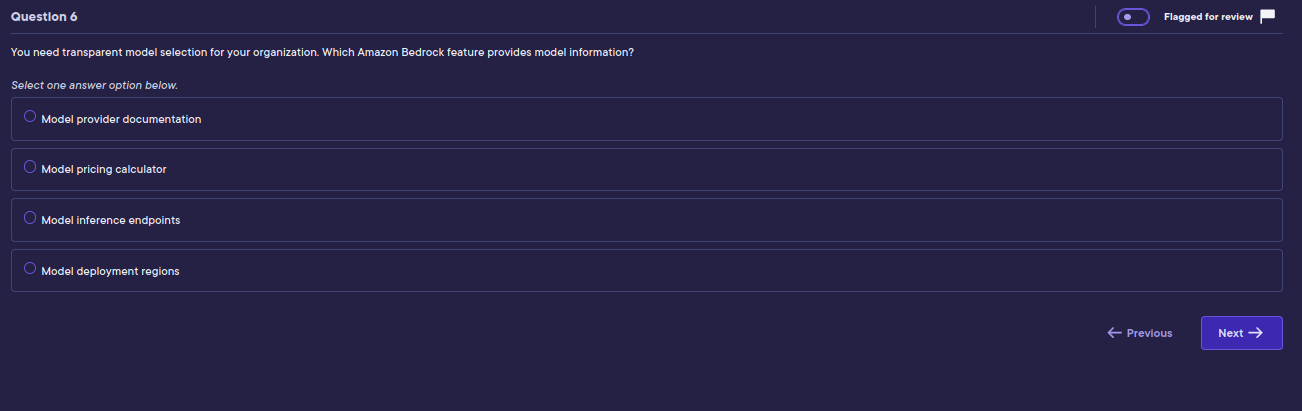 Question 6
Flagged for review
You need transparent model selection for your organization. Which Amazon Bedrock feature provides model information?
Select one answer option below.
Model provider documentation
Model pricing calculator
Model inference endpoints
Model deployment regions
Previous
Next